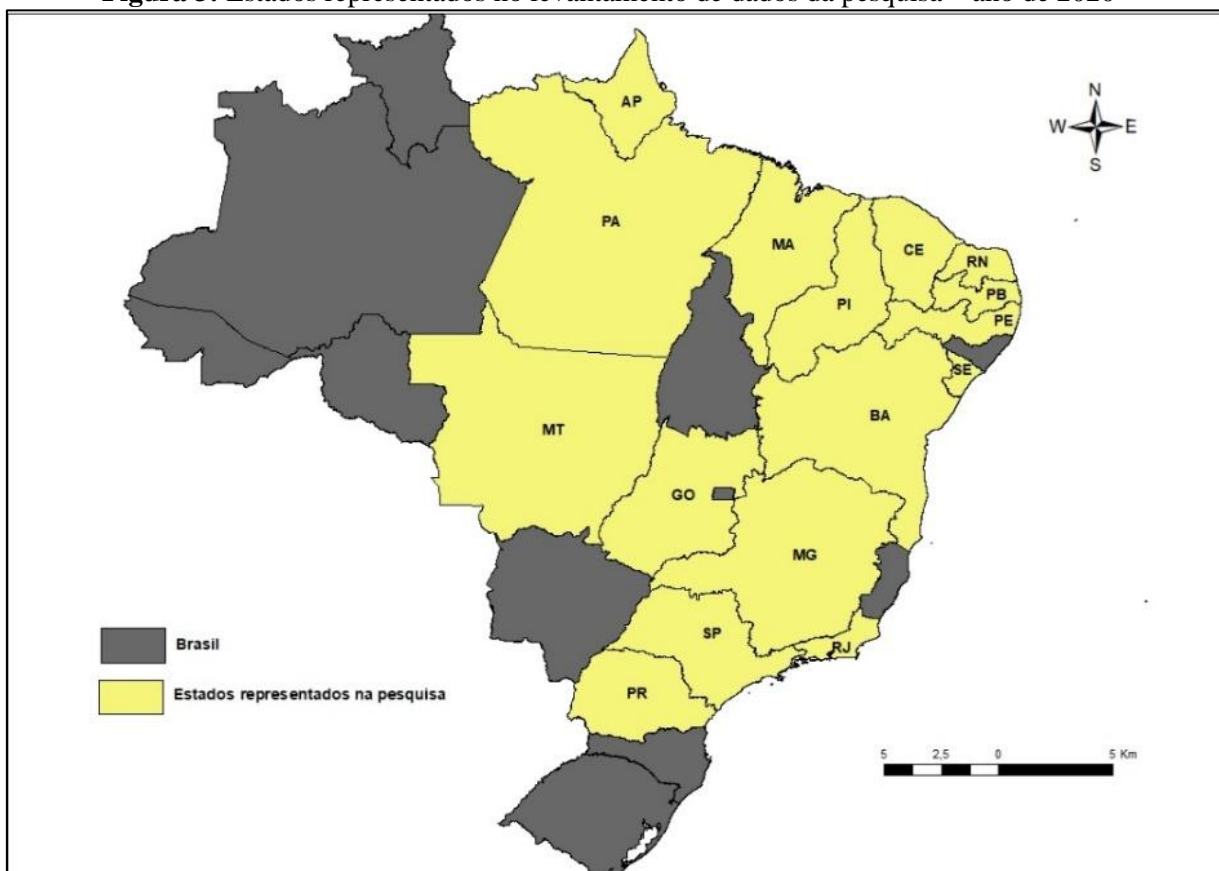 Figura 3: Estados representados no levantamento de dados da pesquisa – ano de 2020
N
W E
S
AP
PA
MA
CE
RN
PB
PI
PE
SE
BA
MT
GO
MG
SP
RJ
PR
Brasil
Estados representados na pesquisa
5 2,5 0 5 Km